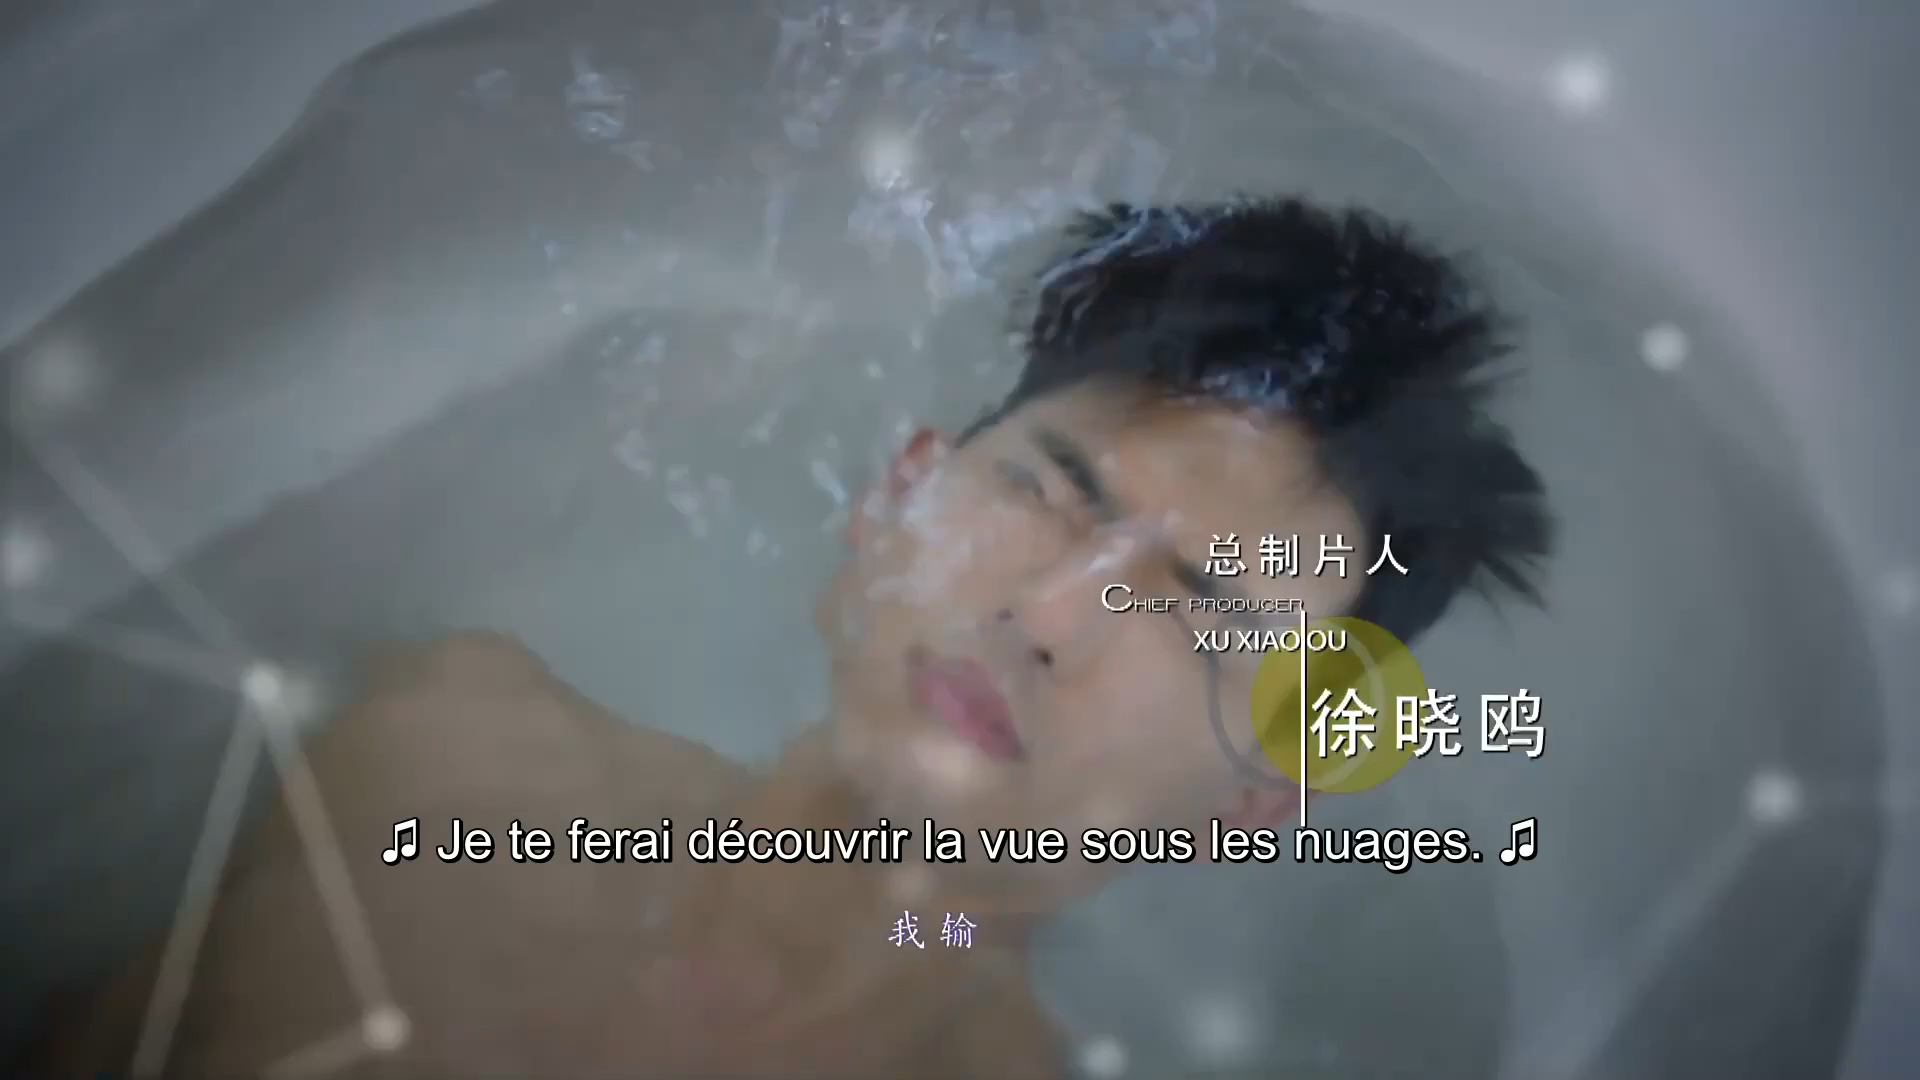 总制片人
CHIEF PRODUCER
XU XIAO OU
徐晓鸥
♫ Je te ferai découvrir la vue sous les nuages. ♫
我输